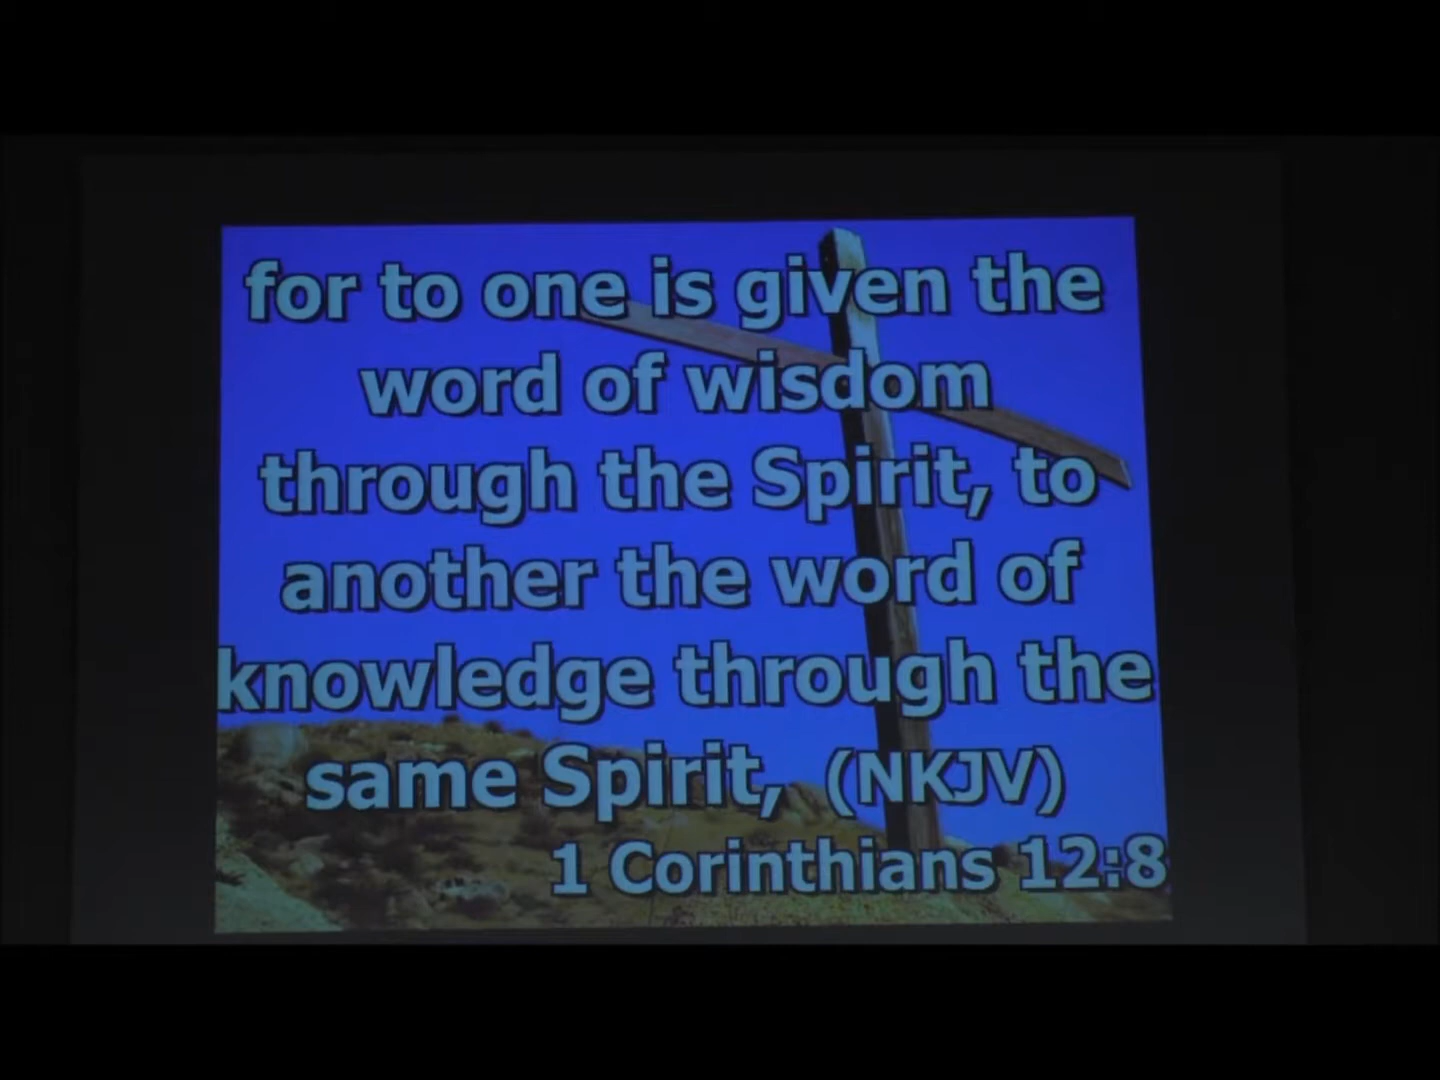 for to one is given the
word of wisdom
through the Spirit, to
another the word of
knowledge through the
same Spirit, (NKJV)
1 Corinthians 12:8